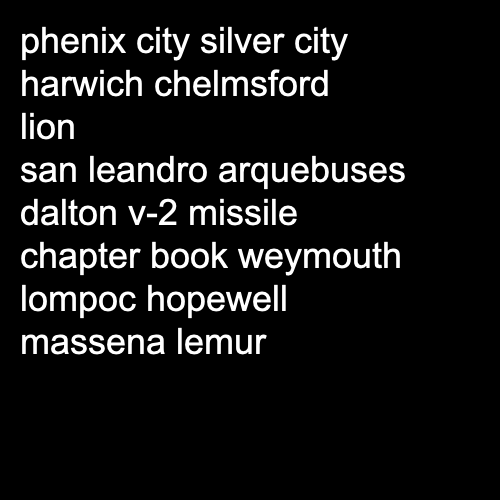 phenix city silver city
harwich chelmsford
lion
san leandro arquebuses
dalton v-2 missile
chapter book weymouth
lompoc hopewell
massena lemur